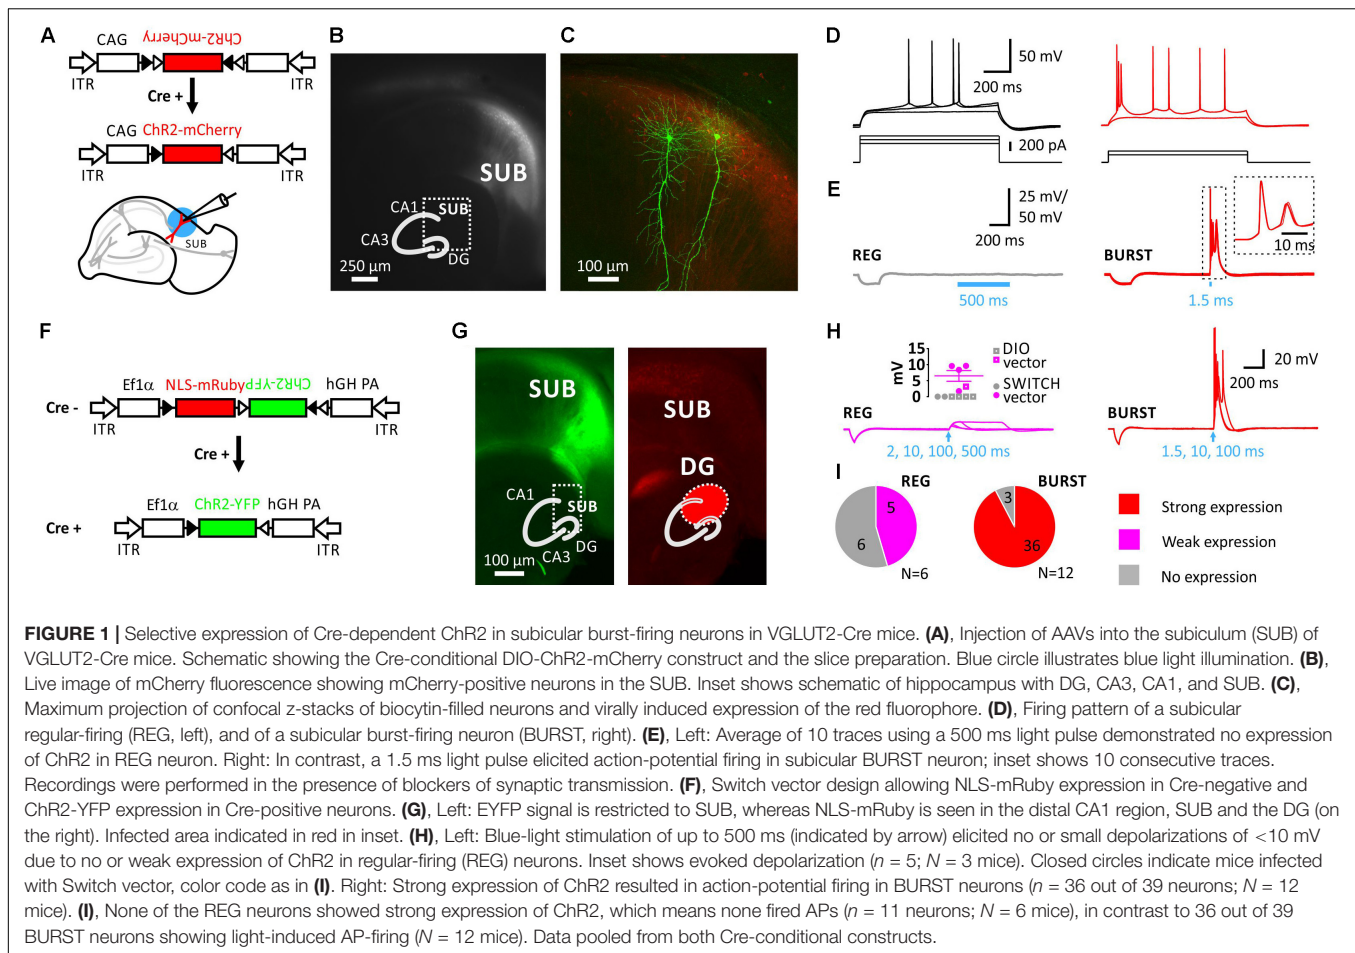 A
CAG
ChR2-mCherry
ITR
ITR
Cre +
CAG
ChR2-mCherry
ITR
ITR
SUB
B
SUB
CA1
SUB
CA3
DG
250 µm
C
100 µm
D
50 mV
200 ms
200 pA
E
25 mV/
50 mV
200 ms
REG
500 ms
BURST
10 ms
1.5 ms
F
Ef1α
NLS-mRuby
ChR2-YFP
hGH PA
Cre -
ITR
ITR
Cre +
Ef1α
ChR2-YFP
hGH PA
Cre +
ITR
ITR
G
SUB
CA1
SUB
DG
CA3
100 µm
SUB
DG
H
15
10
5
0
mV
DIO
vector
SWITCH
vector
REG
2, 10, 100, 500 ms
20 mV
200 ms
BURST
1.5, 10, 100 ms
I
REG
5
6
N=6
BURST
3
36
N=12
Strong expression
Weak expression
No expression
FIGURE 1 | Selective expression of Cre-dependent ChR2 in subicular burst-firing neurons in VGLUT2-Cre mice. (A), Injection of AAVs into the subiculum (SUB) of
VGLUT2-Cre mice. Schematic showing the Cre-conditional DIO-ChR2-mCherry construct and the slice preparation. Blue circle illustrates blue light illumination. (B),
Live image of mCherry fluorescence showing mCherry-positive neurons in the SUB. Inset shows schematic of hippocampus with DG, CA3, CA1, and SUB. (C),
Maximum projection of confocal z-stacks of biocytin-filled neurons and virally induced expression of the red fluorophore. (D), Firing pattern of a subicular
regular-firing (REG, left), and of a subicular burst-firing neuron (BURST, right). (E), Left: Average of 10 traces using a 500 ms light pulse demonstrated no expression
of ChR2 in REG neuron. Right: In contrast, a 1.5 ms light pulse elicited action-potential firing in subicular BURST neuron; inset shows 10 consecutive traces.
Recordings were performed in the presence of blockers of synaptic transmission. (F), Switch vector design allowing NLS-mRuby expression in Cre-negative and
ChR2-YFP expression in Cre-positive neurons. (G), Left: EYFP signal is restricted to SUB, whereas NLS-mRuby is seen in the distal CA1 region, SUB and the DG (on
the right). Infected area indicated in red in inset. (H), Left: Blue-light stimulation of up to 500 ms (indicated by arrow) elicited no or small depolarizations of <10 mV
due to no or weak expression of ChR2 in regular-firing (REG) neurons. Inset shows evoked depolarization (n = 5; N = 3 mice). Closed circles indicate mice infected
with Switch vector, color code as in (I). Right: Strong expression of ChR2 resulted in action-potential firing in BURST neurons (n = 36 out of 39 neurons; N = 12
mice). (I), None of the REG neurons showed strong expression of ChR2, which means none fired APs (n = 11 neurons; N = 6 mice), in contrast to 36 out of 39
BURST neurons showing light-induced AP-firing (N = 12 mice). Data pooled from both Cre-conditional constructs.